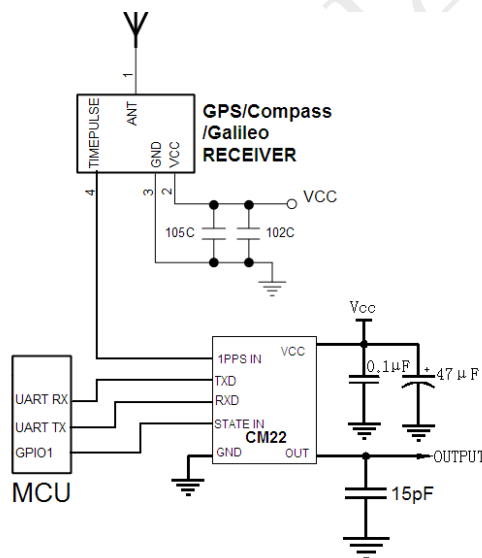 1
ANT
TIMEPULSE
GND
VCC
4
3
2
GPS/Compass
/Galileo
RECEIVER
VCC
105C
102C
Vcc
1PPS IN
VCC
0.1μF
+
47μF
TXD
RXD
STATE IN
CM22
GND
OUT
UART RX
UART TX
GPIO1
MCU
OUTPUT
15pF